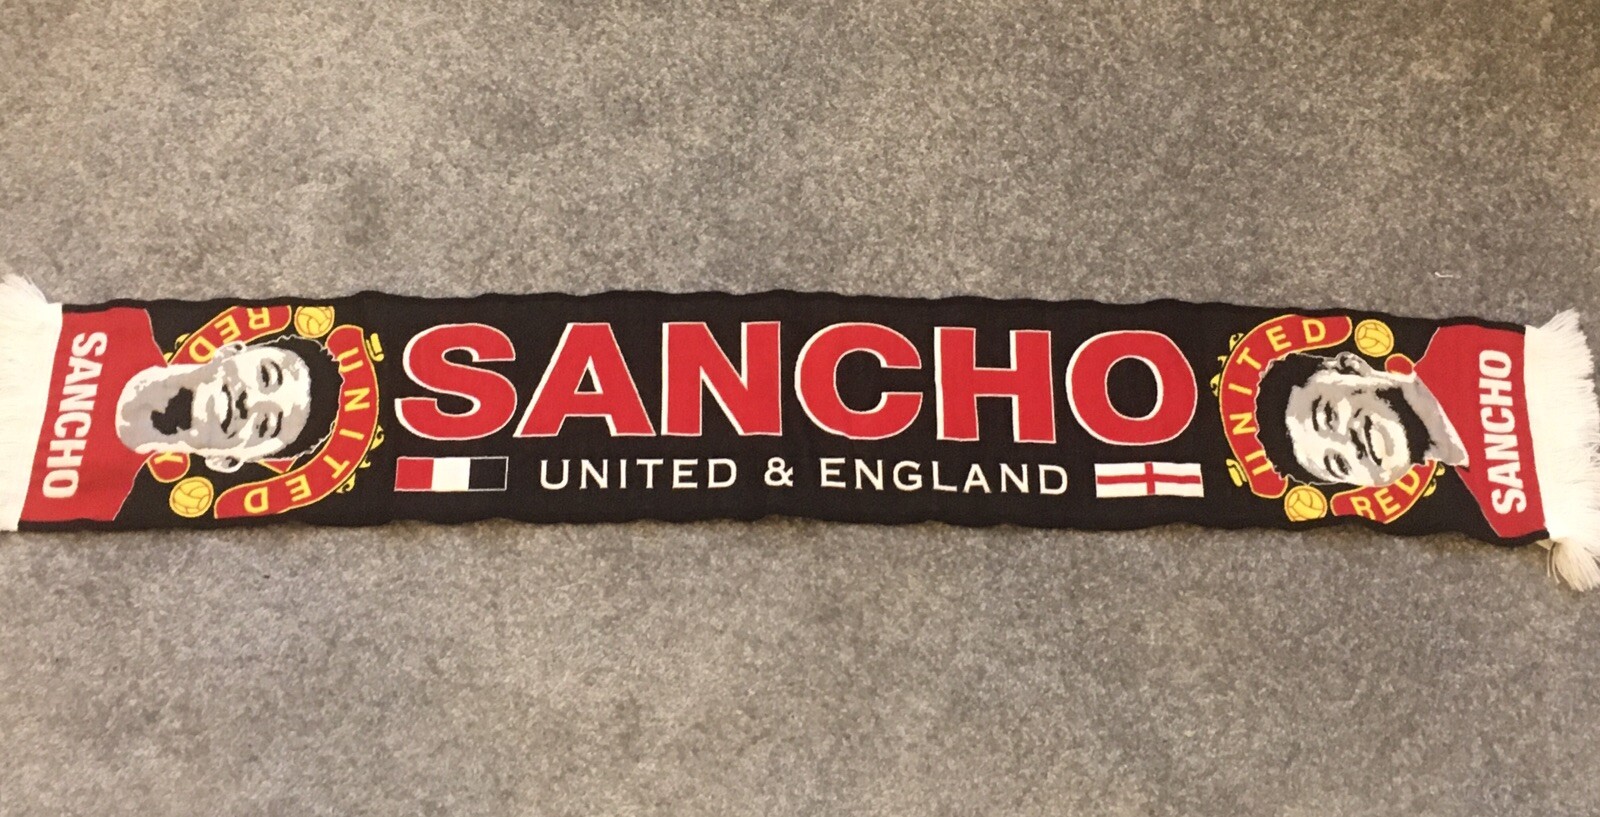 SANCHO
RED
UNITED
SANCHO
UNITED & ENGLAND
UNITED
RED
SANCHO